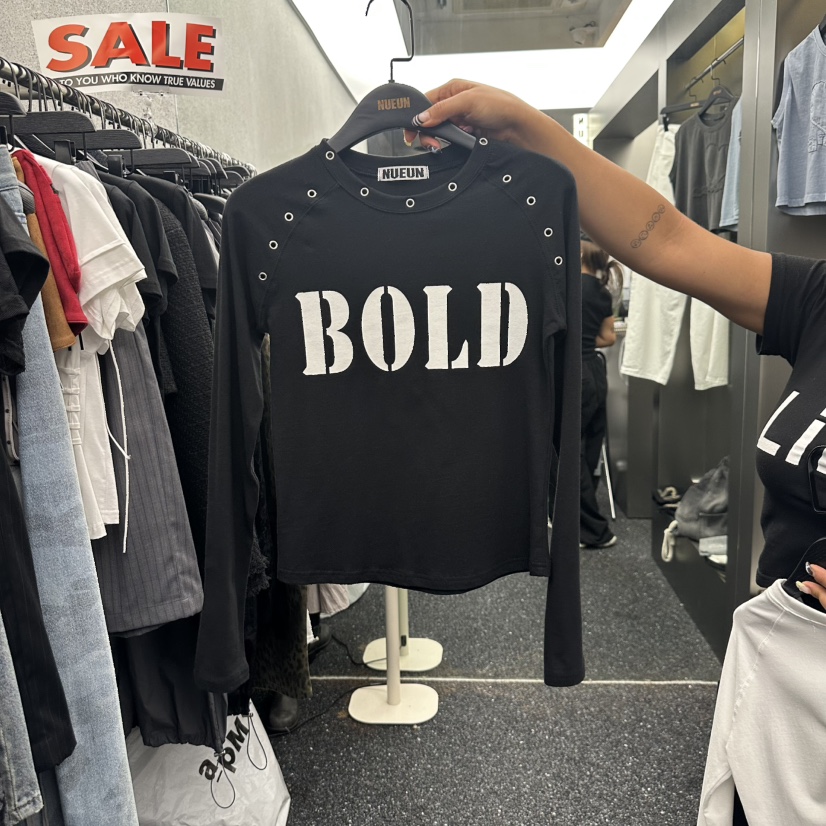 SALE
TO YOU WHO KNOW TRUE VALUES
NUEUN
NUEUN
BOLD
apM